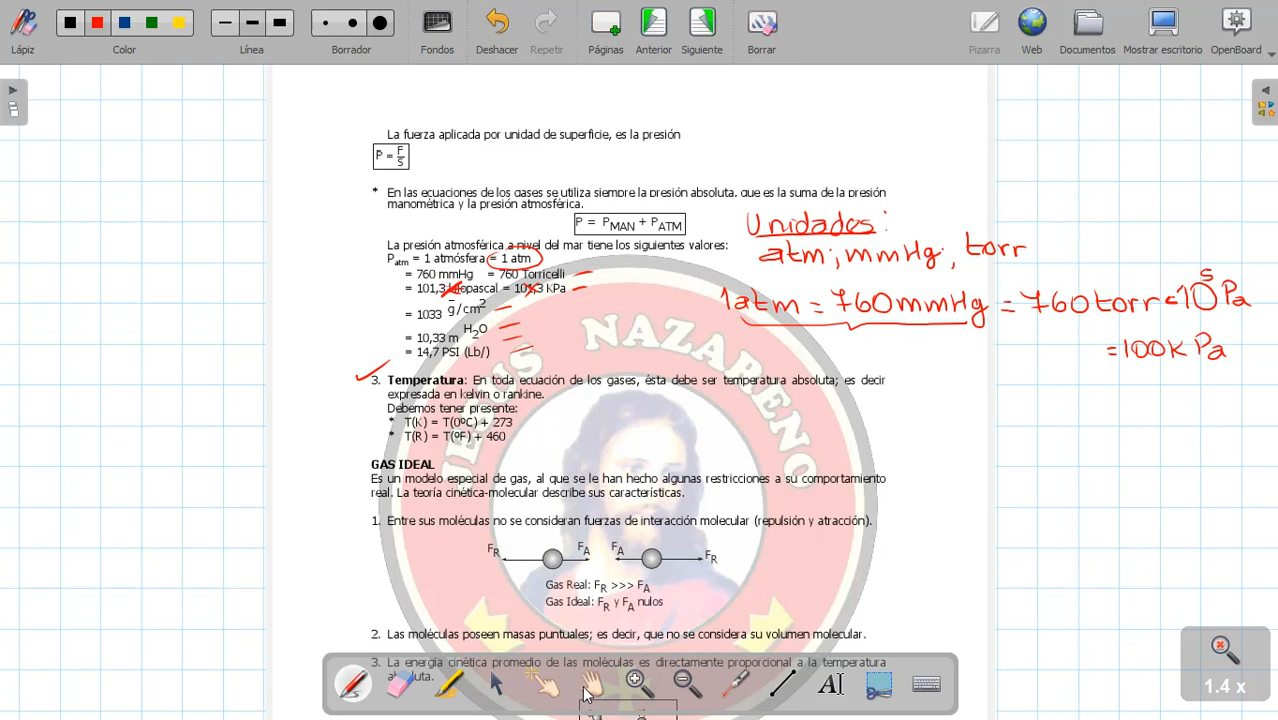 Lápiz Color Línea Borrador Fondos Deshacer Repetir Páginas Anterior Siguiente Borrar Pizarra Web Documentos Mostrar escritorio OpenBoard
La fuerza aplicada por unidad de superficie, es la presión
P = F/S
* En las ecuaciones de los gases se utiliza siempre la presión absoluta, que es la suma de la presión
manométrica y la presión atmosférica.
P = PMAN + PATM
Unidades:
atm; mmHg, torr
1atm = 760mmHg = 760torr = 10⁵ Pa
= 100K Pa
La presión atmosférica a nivel del mar tiene los siguientes valores:
Patm = 1 atmósfera = 1 atm
= 760 mmHg = 760 Torricelli
= 101,3 kilopascal = 101,3 KPa
= 1033 g/cm²
= 10,33 m H2O
= 14,7 PSI (Lb/)
3. Temperatura: En toda ecuación de los gases, ésta debe ser temperatura absoluta; es decir
expresada en kelvin o rankine.
Debemos tener presente:
* T(K) = T(0ºC) + 273
* T(R) = T(ºF) + 460
GAS IDEAL
Es un modelo especial de gas, al que se le han hecho algunas restricciones a su comportamiento
real. La teoría cinética-molecular describe sus características.
1. Entre sus moléculas no se consideran fuerzas de interacción molecular (repulsión y atracción).
FR FA FA FR
Gas Real: FR >>> FA
Gas Ideal: FR y FA nulos
2. Las moléculas poseen masas puntuales; es decir, que no se considera su volumen molecular.
3. La energía cinética promedio de las moléculas es directamente proporcional a la temperatura
JESUS NAZARENO
1.4 x